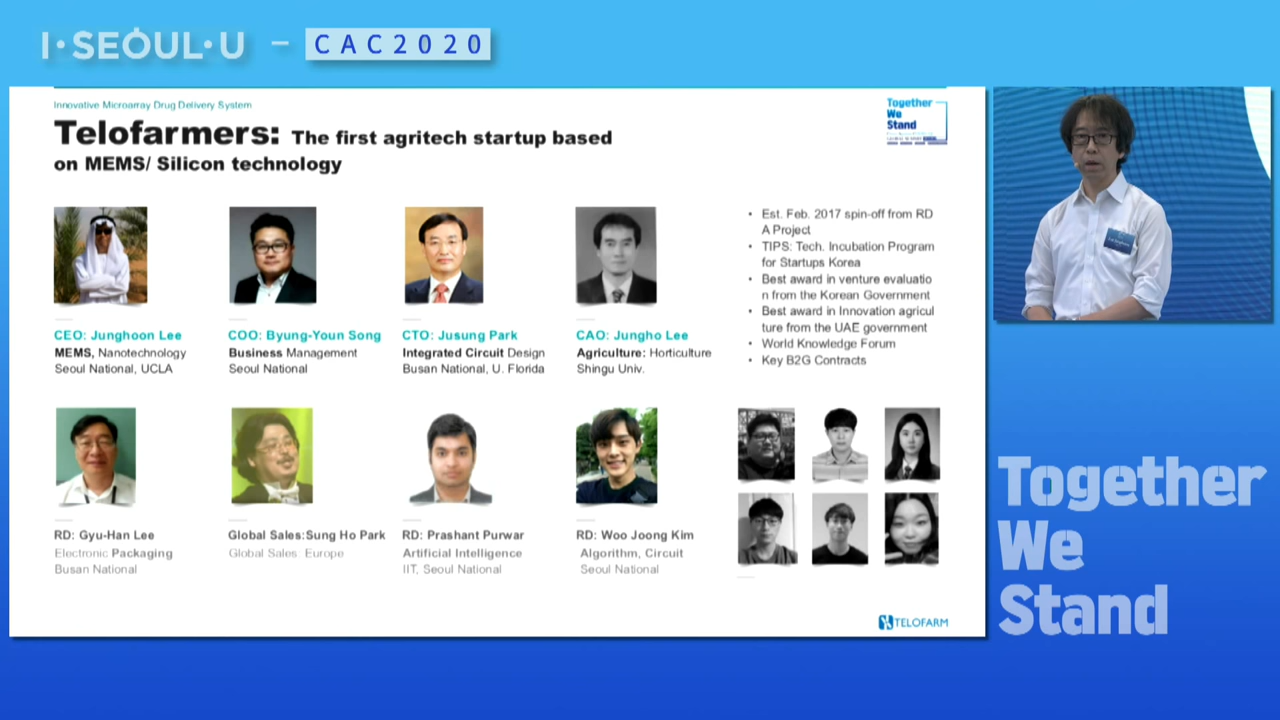 I·SEOUL·U – CAC2020
Innovative Microarray Drug Delivery System
Telofarmers: The first agritech startup based
on MEMS/ Silicon technology
Together
We
Stand
CEO: Junghoon Lee
MEMS, Nanotechnology
Seoul National, UCLA
COO: Byung-Youn Song
Business Management
Seoul National
CTO: Jusung Park
Integrated Circuit Design
Busan National, U. Florida
CAO: Jungho Lee
Agriculture: Horticulture
Shingu Univ.
• Est. Feb. 2017 spin-off from RD
A Project
• TIPS: Tech. Incubation Program
for Startups Korea
• Best award in venture evaluatio
n from the Korean Government
• Best award in Innovation agricul
ture from the UAE government
• World Knowledge Forum
• Key B2G Contracts
RD: Gyu-Han Lee
Electronic Packaging
Busan National
Global Sales:Sung Ho Park
Global Sales: Europe
RD: Prashant Purwar
Artificial Intelligence
IIT, Seoul National
RD: Woo Joong Kim
Algorithm, Circuit
Seoul National
TELOFARM
Together
We
Stand